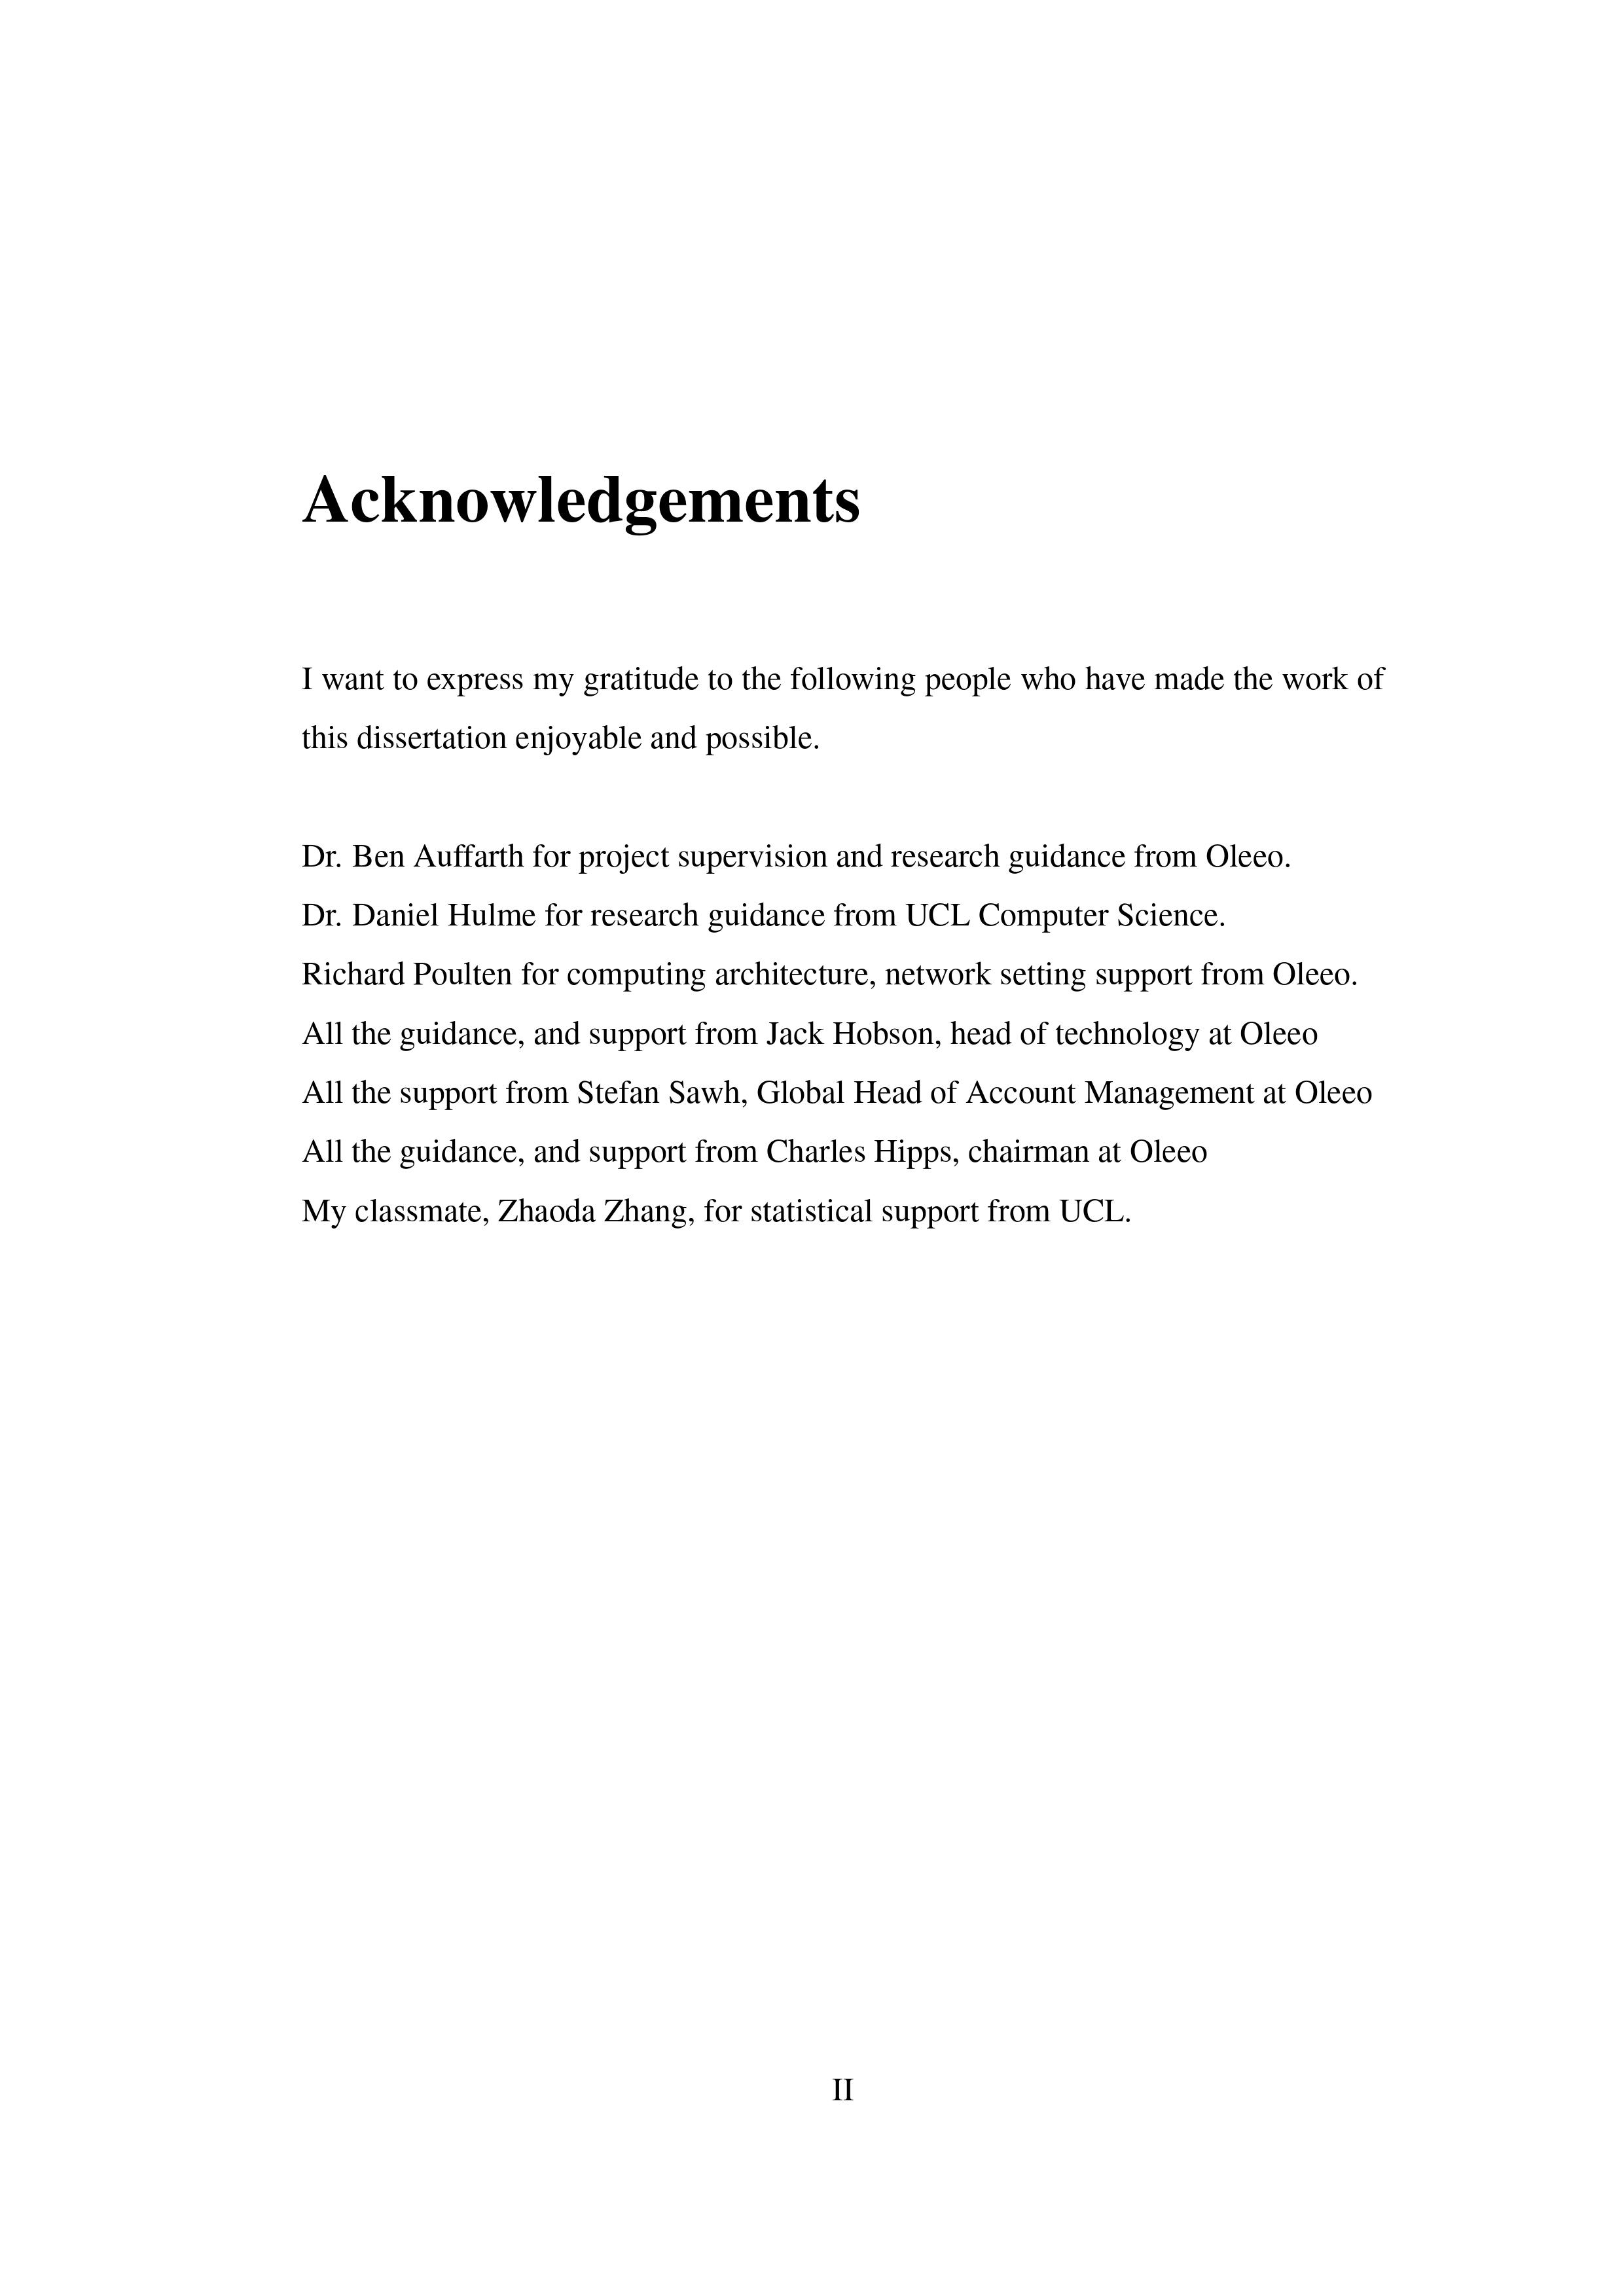 Acknowledgements
I want to express my gratitude to the following people who have made the work of
this dissertation enjoyable and possible.
Dr. Ben Auffarth for project supervision and research guidance from Oleeo.
Dr. Daniel Hulme for research guidance from UCL Computer Science.
Richard Poulten for computing architecture, network setting support from Oleeo.
All the guidance, and support from Jack Hobson, head of technology at Oleeo
All the support from Stefan Sawh, Global Head of Account Management at Oleeo
All the guidance, and support from Charles Hipps, chairman at Oleeo
My classmate, Zhaoda Zhang, for statistical support from UCL.
II